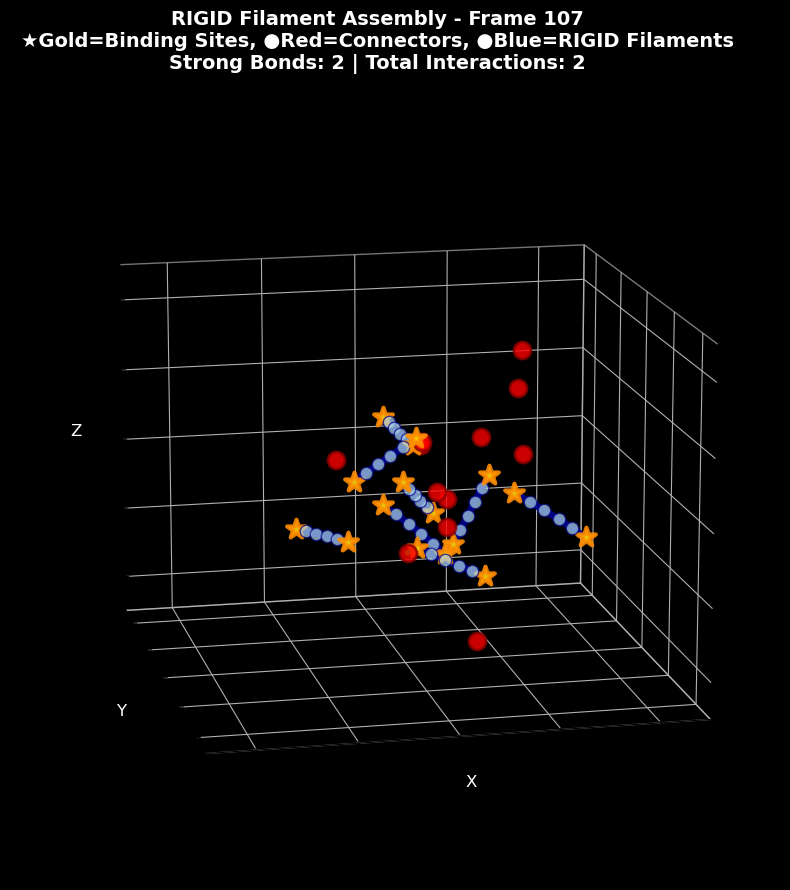 RIGID Filament Assembly - Frame 107
★Gold=Binding Sites, ●Red=Connectors, ●Blue=RIGID Filaments
Strong Bonds: 2 | Total Interactions: 2
Z
Y
X